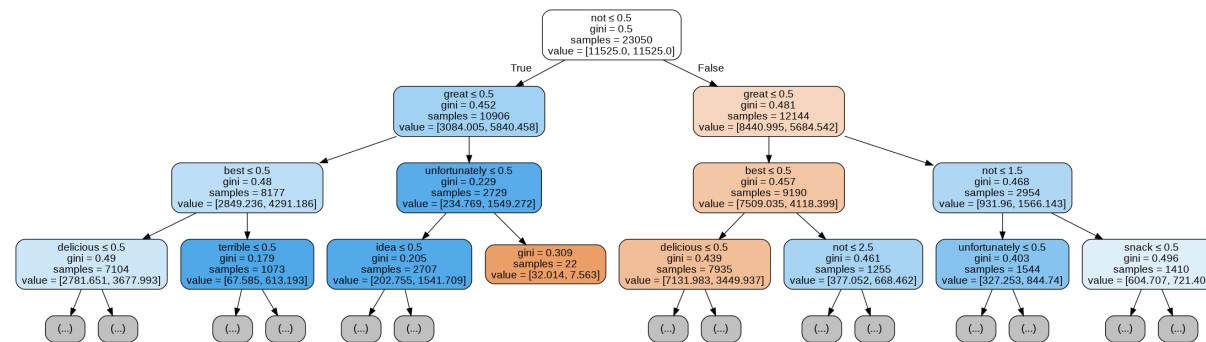 not ≤ 0.5
gini = 0.5
samples = 23050
value = [11525.0, 11525.0]
True
False
great ≤ 0.5
gini = 0.452
samples = 10906
value = [3084.005, 5840.458]
great ≤ 0.5
gini = 0.481
samples = 12144
value = [8440.995, 5684.542]
best ≤ 0.5
gini = 0.48
samples = 8177
value = [2849.236, 4291.186]
unfortunately ≤ 0.5
gini = 0.229
samples = 2729
value = [234.769, 1549.272]
best ≤ 0.5
gini = 0.457
samples = 9190
value = [7509.035, 4118.399]
not ≤ 1.5
gini = 0.468
samples = 2954
value = [931.96, 1566.143]
delicious ≤ 0.5
gini = 0.49
samples = 7104
value = [2781.651, 3677.993]
terrible ≤ 0.5
gini = 0.179
samples = 1073
value = [67.585, 613.193]
idea ≤ 0.5
gini = 0.205
samples = 2707
value = [202.755, 1541.709]
gini = 0.309
samples = 22
value = [32.014, 7.563]
delicious ≤ 0.5
gini = 0.439
samples = 7935
value = [7131.983, 3449.937]
not ≤ 2.5
gini = 0.461
samples = 1255
value = [377.052, 668.462]
unfortunately ≤ 0.5
gini = 0.403
samples = 1544
value = [327.253, 844.74]
snack ≤ 0.5
gini = 0.496
samples = 1410
value = [604.707, 721.40
(...)
(...)
(...)
(...)
(...)
(...)
(...)
(...)
(...)
(...)
(...)
(...)
(...)
(...)